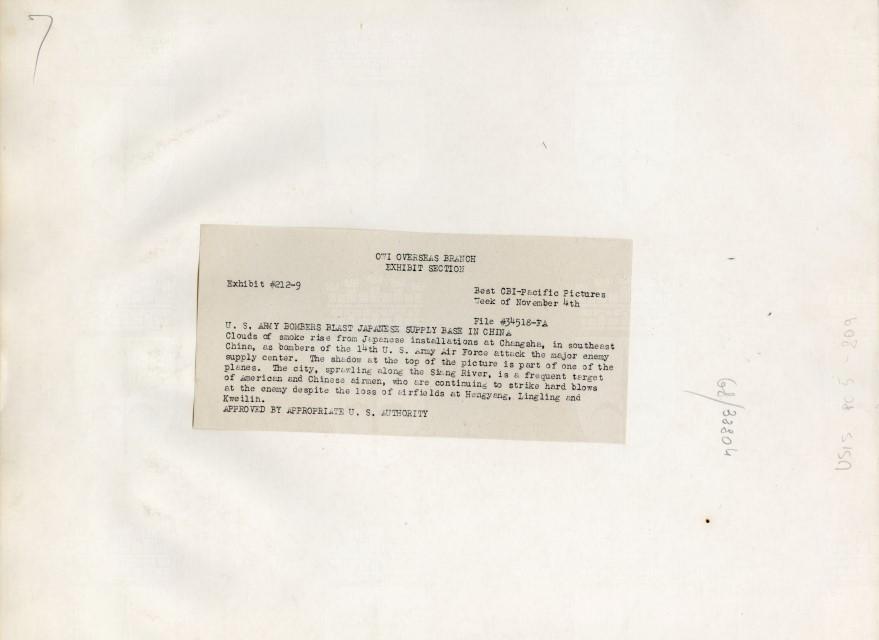 7
OWI OVERSEAS BRANCH
EXHIBIT SECTION
Exhibit #212-9
Best CBI-Pacific Pictures
Week of November 4th
File #34518-FA
U. S. ARMY BOMBERS BLAST JAPANESE SUPPLY BASE IN CHINA
Clouds of smoke rise from Japanese installations at Changsha, in southeast
China, as bombers of the 14th U. S. Army Air Force attack the major enemy
supply center. The shadow at the top of the picture is part of one of the
planes. The city, sprawling along the Siang River, is a frequent target
of American and Chinese airmen, who are continuing to strike hard blows
at the enemy despite the loss of airfields at Hengyang, Lingling and
Kweilin.
APPROVED BY APPROPRIATE U. S. AUTHORITY
/38804
USIS PC 5 209